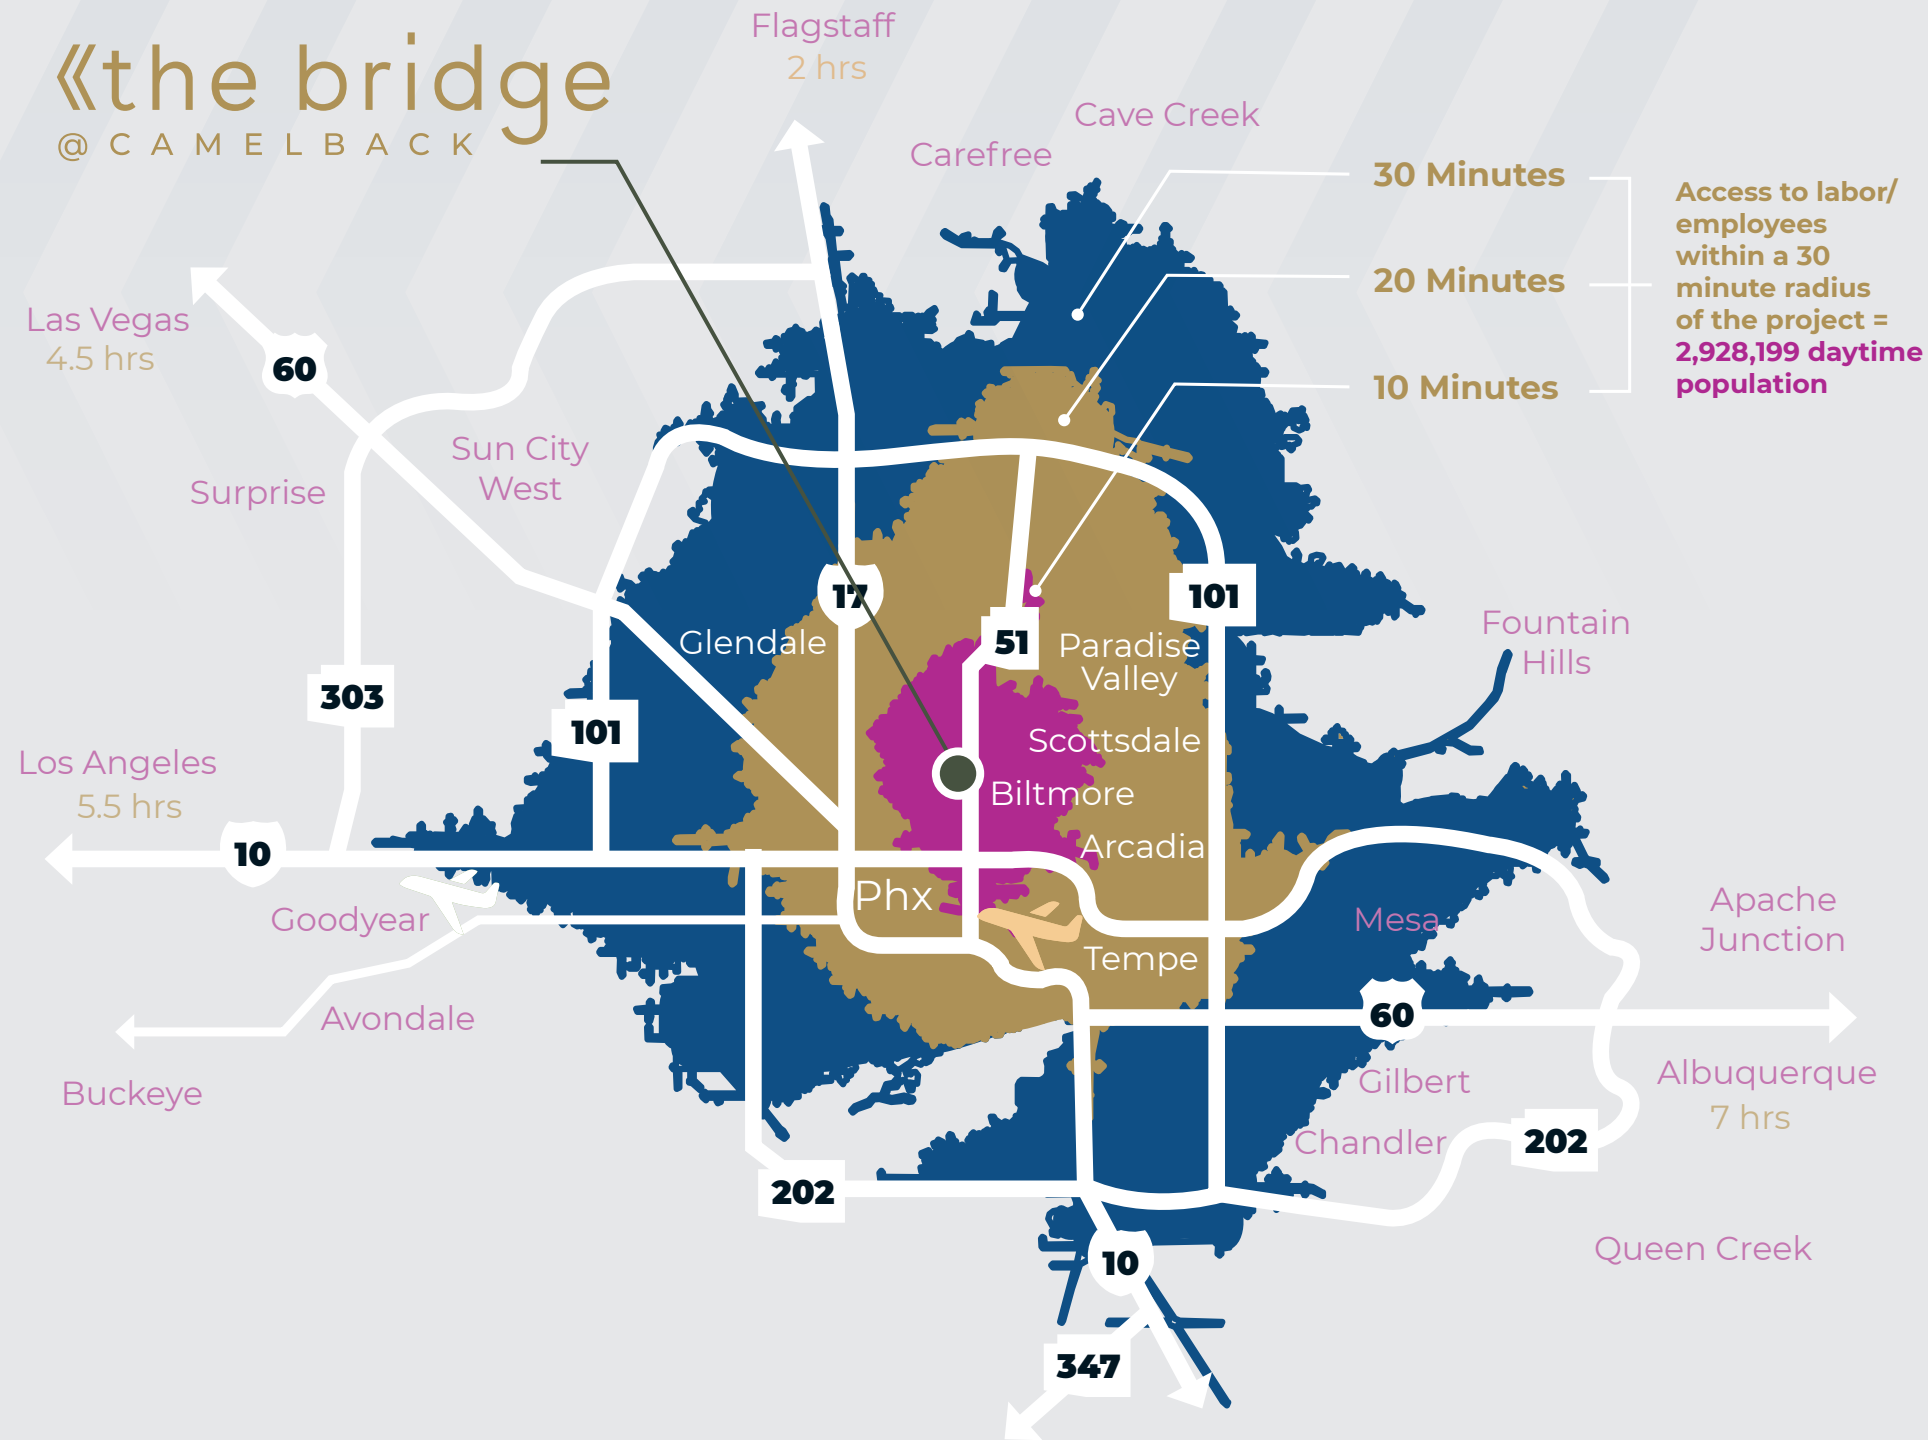 the bridge
@ CAMELBACK
Flagstaff
2 hrs
Cave Creek
Carefree
30 Minutes
20 Minutes
10 Minutes
Access to labor/
employees
within a 30
minute radius
of the project =
2,928,199 daytime
population
Las Vegas
4.5 hrs
60
Sun City
West
Surprise
17
101
Glendale
51
Paradise
Valley
Fountain
Hills
303
101
Scottsdale
Los Angeles
5.5 hrs
Biltmore
10
Arcadia
Phx
Goodyear
Mesa
Apache
Junction
Tempe
Avondale
60
Buckeye
Gilbert
Albuquerque
7 hrs
Chandler
202
202
Queen Creek
10
347